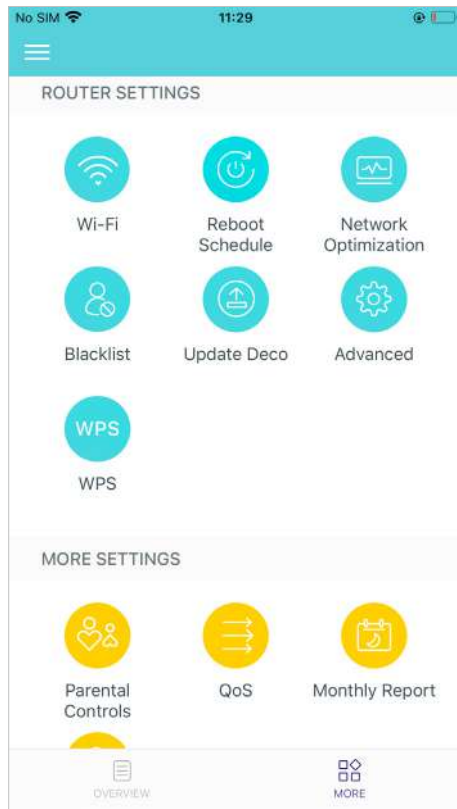 No SIM 11:29
ROUTER SETTINGS
Wi-Fi
Reboot
Schedule
Network
Optimization
Blacklist
Update Deco
Advanced
WPS
WPS
MORE SETTINGS
Parental
Controls
QoS
Monthly Report
OVERVIEW
MORE